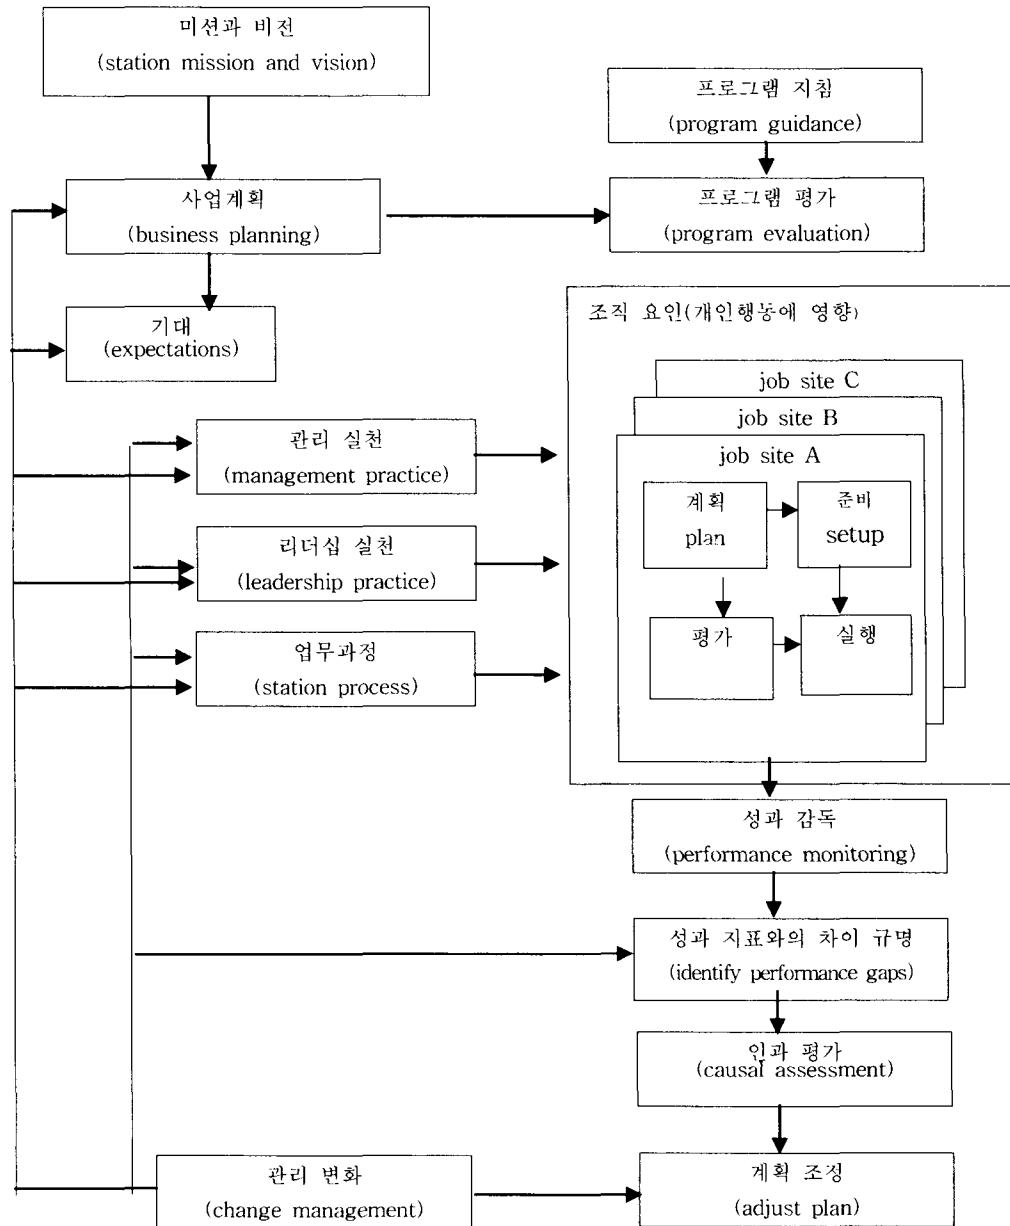 미션과 비전
(station mission and vision)
프로그램 지침
(program guidance)
사업계획
(business planning)
프로그램 평가
(program evaluation)
기대
(expectations)
조직 요인(개인행동에 영향)
job site C
job site B
job site A
계획
plan
준비
setup
평가
실행
관리 실천
(management practice)
리더십 실천
(leadership practice)
업무과정
(station process)
성과 감독
(performance monitoring)
성과 지표와의 차이 규명
(identify performance gaps)
인과 평가
(causal assessment)
관리 변화
(change management)
계획 조정
(adjust plan)